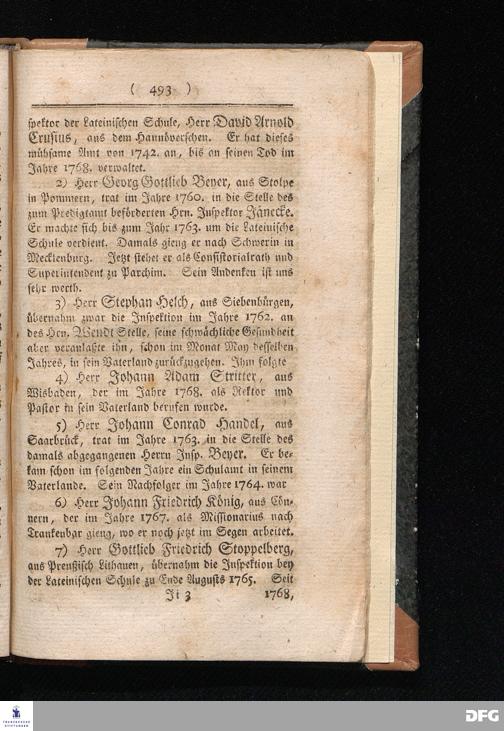 ( 493 )
spektor der Lateinischen Schule, Herr David Arnold
Crusius, aus dem Hannöverschen. Er hat dieses
mühsame Amt von 1742. an, bis an seinen Tod im
Jahre 1768. verwaltet.
2) Herr Georg Gottlieb Beyer, aus Stolpe
in Pommern, trat im Jahre 1760. in die Stelle des
zum Predigtamt beförderten Hrn. Inspektor Jänecke.
Er machte sich bis zum Jahr 1763. um die Lateinische
Schule verdient. Damals gieng er nach Schwerin in
Mecklenburg. Jetzt stehet er als Consistorialrath und
Superintendent zu Parchim. Sein Andenken ist uns
sehr werth.
3) Herr Stephan Helch, aus Siebenbürgen,
übernahm zwar die Inspektion im Jahre 1762. an
des Hrn. Wendt Stelle, seine schwächliche Gesundheit
aber veranlaßte ihn, schon im Monat May desselben
Jahres, in sein Vaterland zurückzugehen. Ihm folgte
4) Herr Johann Adam Stritter, aus
Wisbaden, der im Jahre 1768. als Rektor und
Pastor in sein Vaterland berufen wurde.
5) Herr Johann Conrad Handel, aus
Saarbrück, trat im Jahre 1763. in die Stelle des
damals abgegangenen Herrn Insp. Beyer. Er be-
kam schon im folgenden Jahre ein Schulamt in seinem
Vaterlande. Sein Nachfolger im Jahre 1764. war
6) Herr Johann Friedrich König, aus Cön-
nern, der im Jahre 1767. als Missionarius nach
Trankenbar gieng, wo er noch jetzt im Segen arbeitet.
7) Herr Gottlieb Friedrich Stoppelberg,
aus Preußisch Lithauen, übernahm die Inspektion bey
der Lateinischen Schule zu Ende Augusts 1765. Seit
Ii 3 1768,
FRANCKESCHE
STIFTUNGEN
DFG